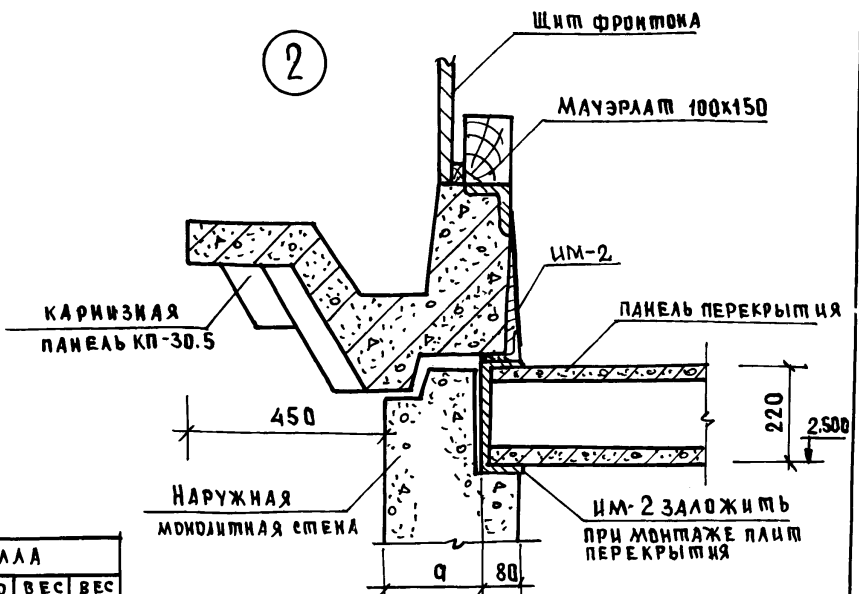 Щит фронтона
2
Мауэрлат 100х150
ИМ-2
Карнизная
панель КП-30.5
Панель перекрытия
450
220
2.500
Наружная
монолитная стена
ИМ-2 заложить
при монтаже плит
перекрытия
а
80
ЛЛА
ВЕС ВЕС